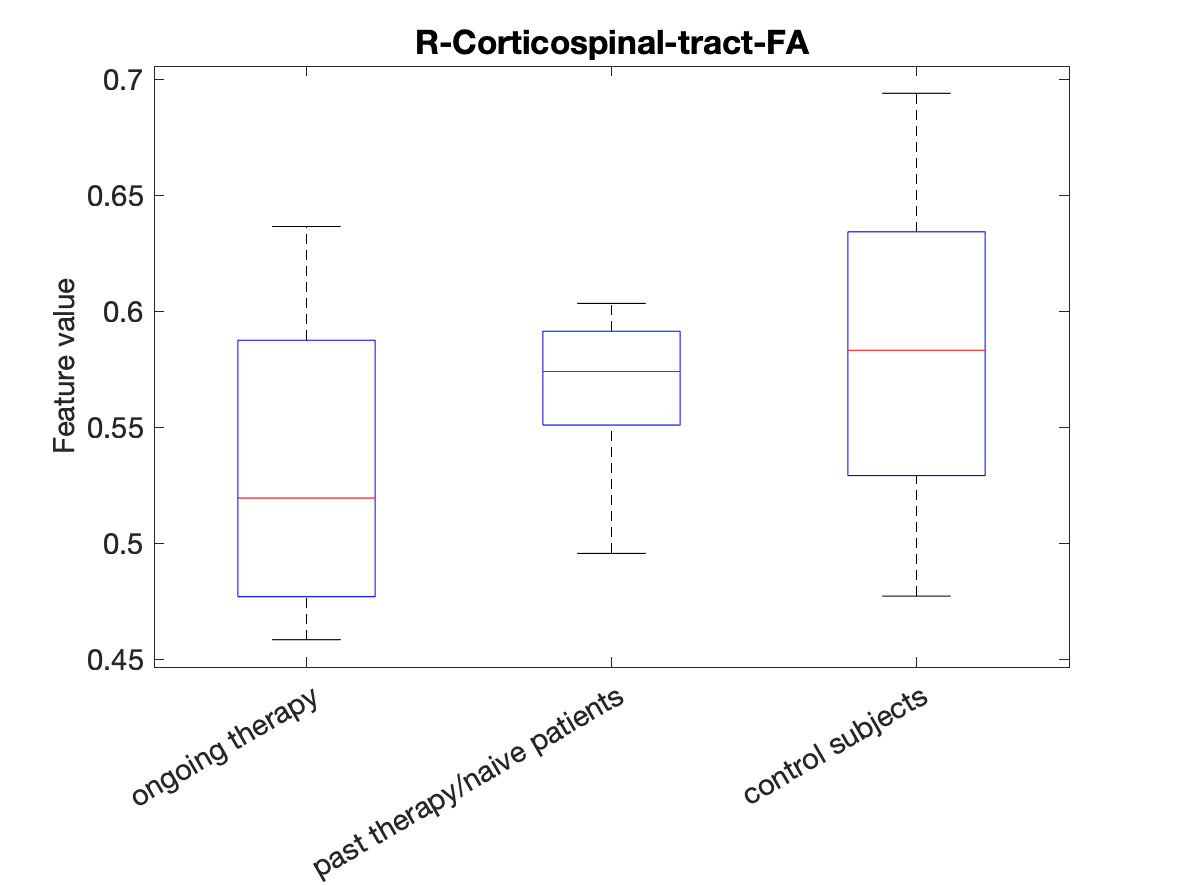 R-Corticospinal-tract-FA
0.7
0.65
0.6
0.55
0.5
0.45
Feature value
ongoing therapy
past therapy/naive patients
control subjects